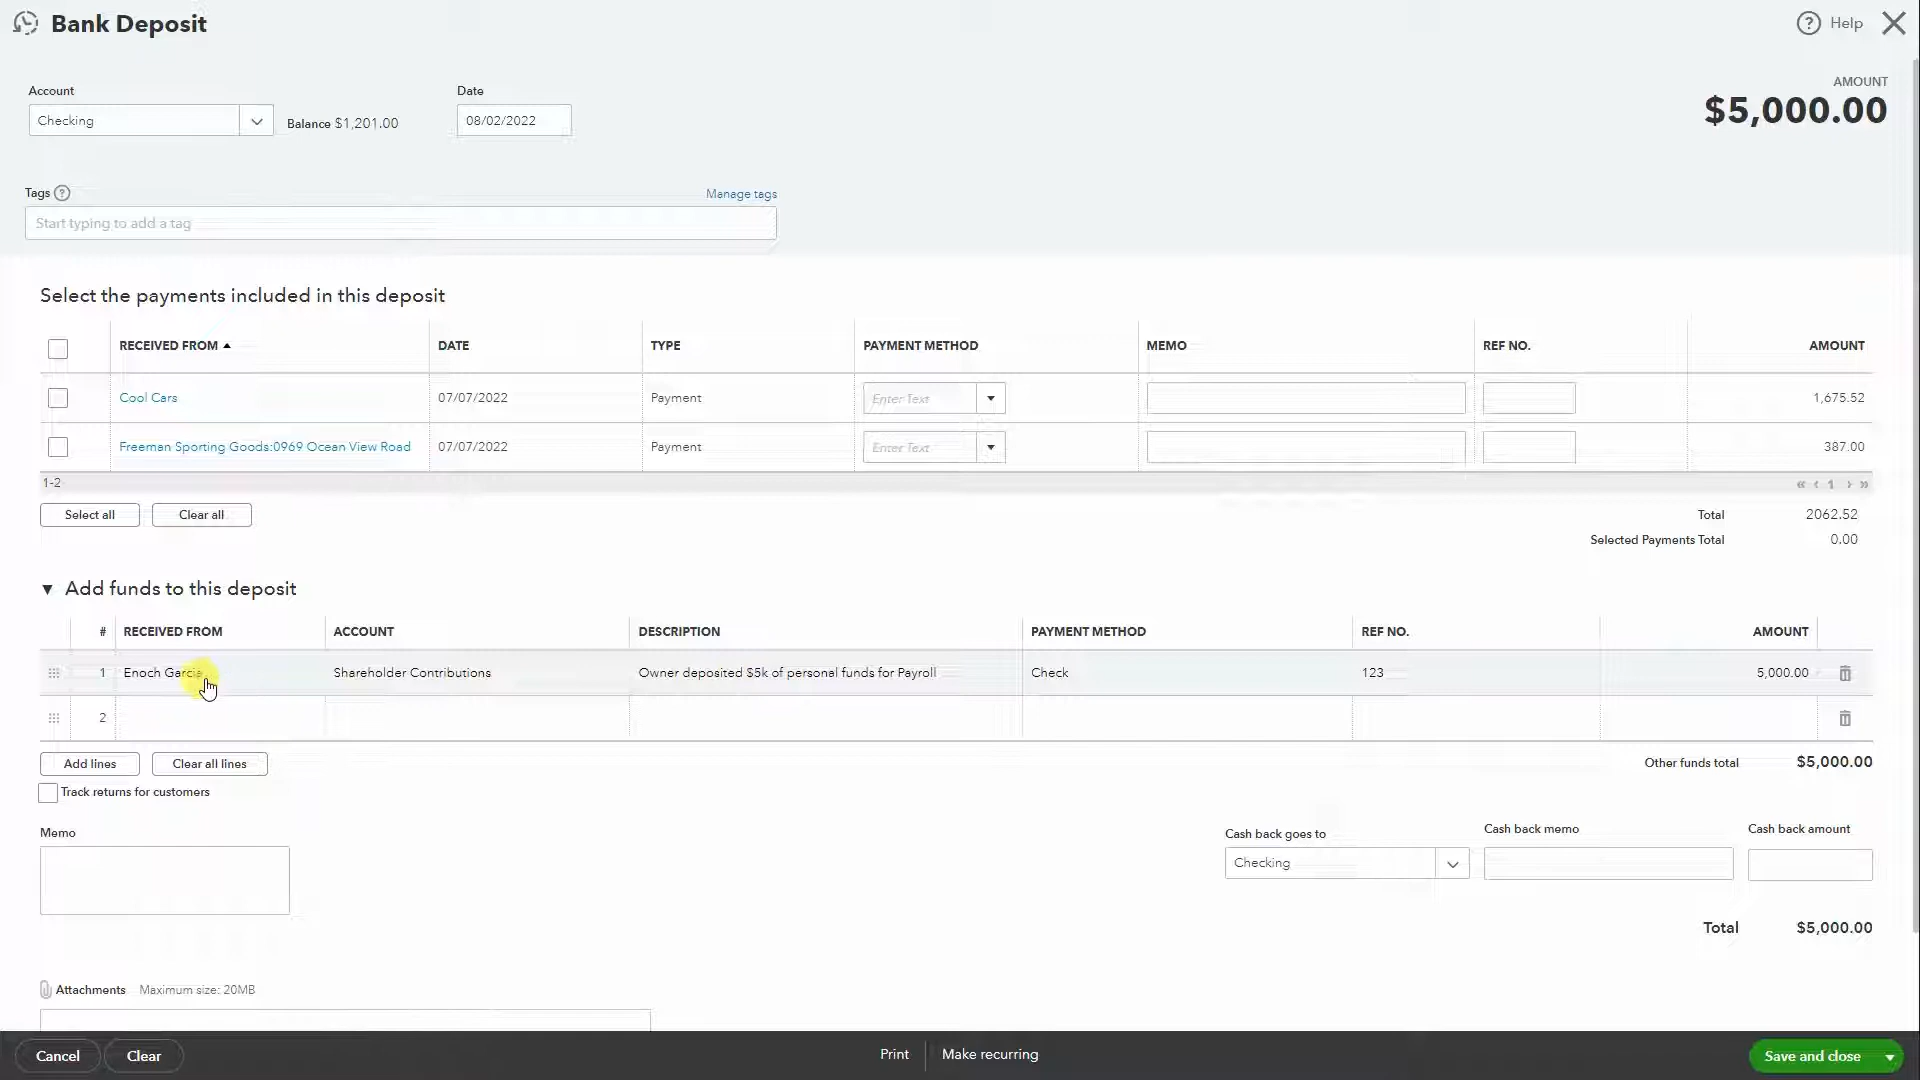 Bank Deposit
Help
Account
Checking
Balance $1,201.00
Date
08/02/2022
AMOUNT
$5,000.00
Tags
Manage tags
Start typing to add a tag
Select the payments included in this deposit
RECEIVED FROM DATE TYPE PAYMENT METHOD MEMO REF NO. AMOUNT
Cool Cars 07/07/2022 Payment Enter Text 1,675.52
Freeman Sporting Goods:0969 Ocean View Road 07/07/2022 Payment Enter Text 387.00
1-2 « ‹ 1 › »
Select all Clear all Total 2062.52
Selected Payments Total 0.00
Add funds to this deposit
# RECEIVED FROM ACCOUNT DESCRIPTION PAYMENT METHOD REF NO. AMOUNT
1 Enoch Garcia Shareholder Contributions Owner deposited $5k of personal funds for Payroll Check 123 5,000.00
2
Add lines Clear all lines Other funds total $5,000.00
Track returns for customers
Memo
Cash back goes to
Checking
Cash back memo
Cash back amount
Total $5,000.00
Attachments Maximum size: 20MB
Cancel Clear Print Make recurring Save and close